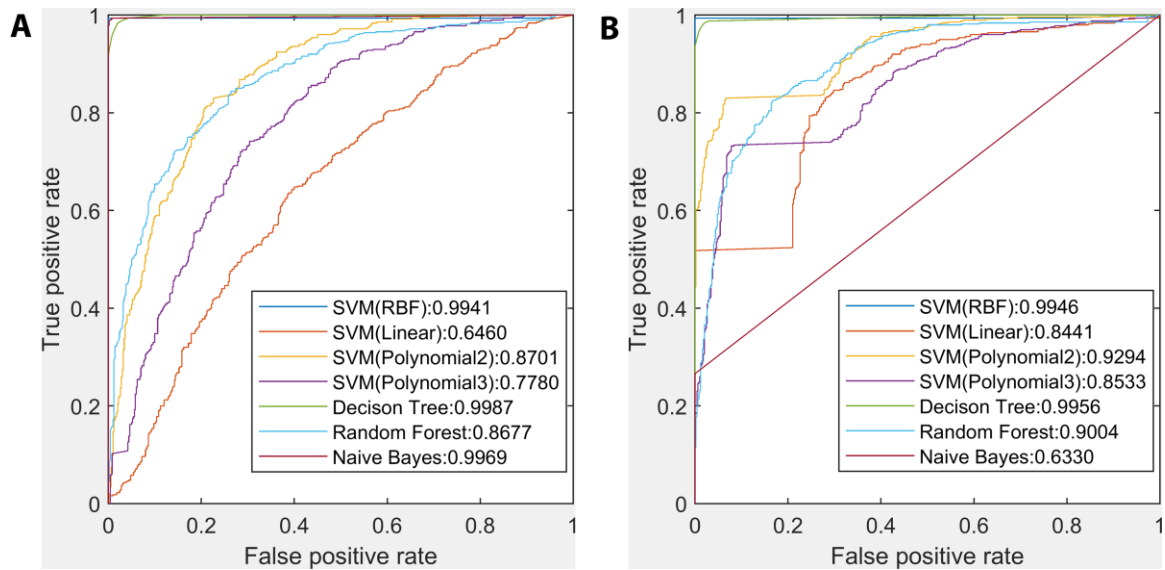 A
True positive rate
1
0.8
0.6
0.4
0.2
0
0 0.2 0.4 0.6 0.8 1
False positive rate
SVM(RBF):0.9941
SVM(Linear):0.6460
SVM(Polynomial2):0.8701
SVM(Polynomial3):0.7780
Decison Tree:0.9987
Random Forest:0.8677
Naive Bayes:0.9969
B
True positive rate
1
0.8
0.6
0.4
0.2
0
0 0.2 0.4 0.6 0.8 1
False positive rate
SVM(RBF):0.9946
SVM(Linear):0.8441
SVM(Polynomial2):0.9294
SVM(Polynomial3):0.8533
Decison Tree:0.9956
Random Forest:0.9004
Naive Bayes:0.6330